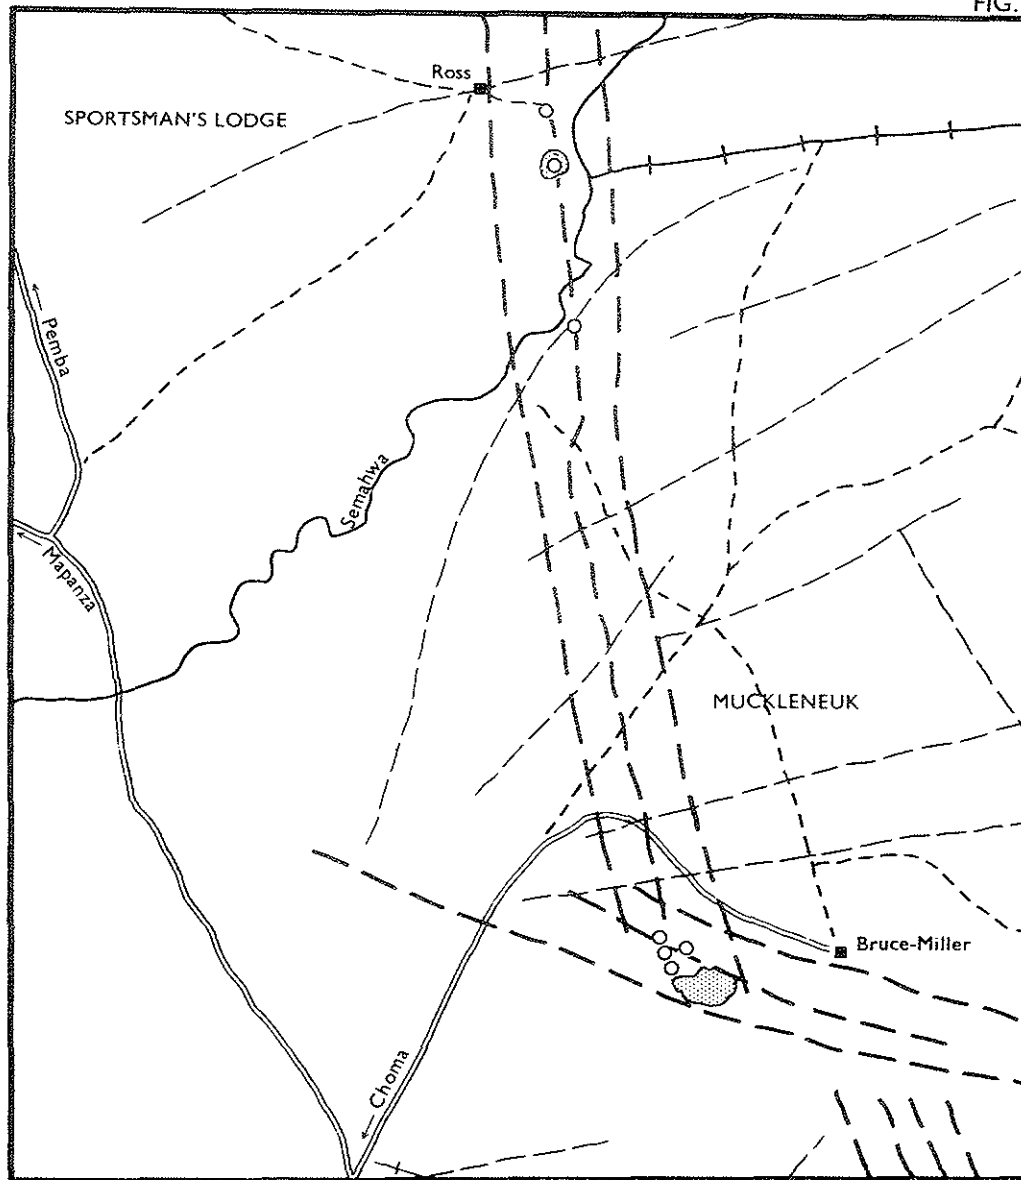 FIG.
Ross
SPORTSMAN'S LODGE
Pemba
Semahwa
Mapanza
MUCKLENEUK
Bruce-Miller
Choma